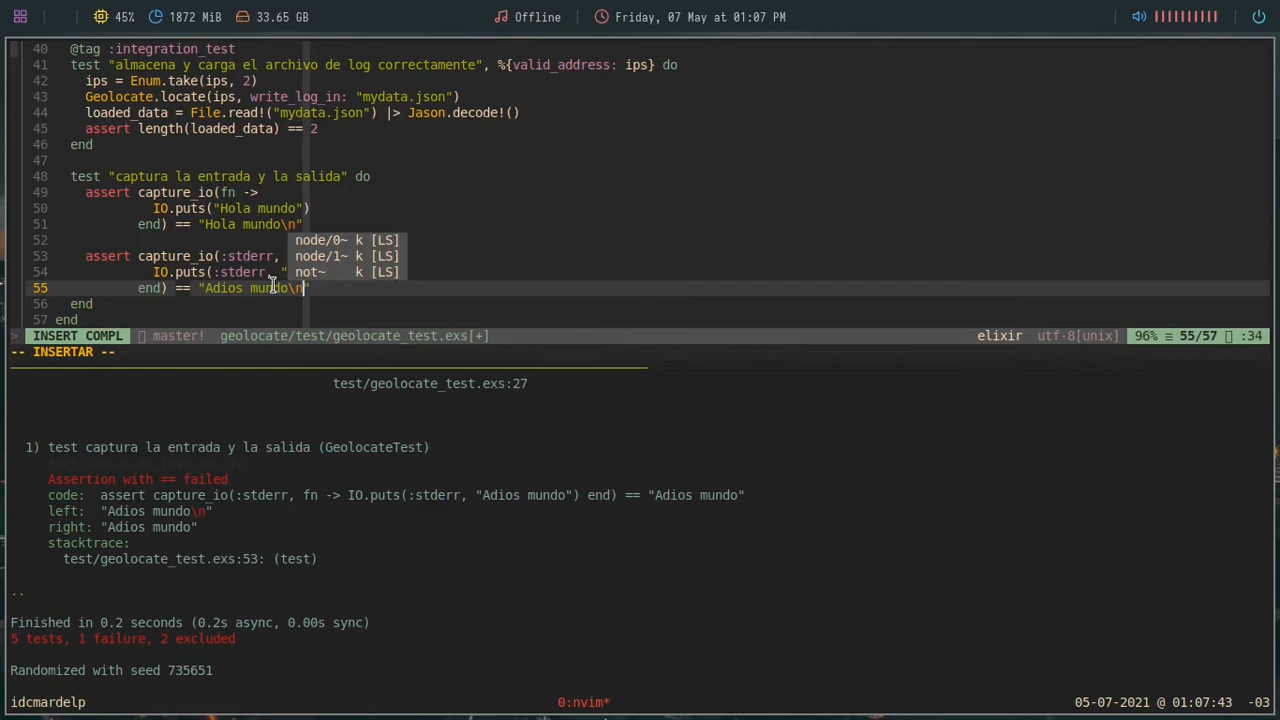 45% 1872 MiB 33.65 GB Offline Friday, 07 May at 01:07 PM
40 @tag :integration_test
41 test "almacena y carga el archivo de log correctamente", %{valid_address: ips} do
42 ips = Enum.take(ips, 2)
43 Geolocate.locate(ips, write_log_in: "mydata.json")
44 loaded_data = File.read!("mydata.json") |> Jason.decode!()
45 assert length(loaded_data) == 2
46 end
47
48 test "captura la entrada y la salida" do
49 assert capture_io(fn ->
50 IO.puts("Hola mundo")
51 end) == "Hola mundo\n"
52 node/0~ k [LS]
53 assert capture_io(:stderr, node/1~ k [LS]
54 IO.puts(:stderr, " not~ k [LS]
55 end) == "Adios mundo\n"
56 end
57 end
> INSERT COMPL master! geolocate/test/geolocate_test.exs[+] elixir utf-8[unix] 96% ≡ 55/57 :34
-- INSERTAR --
test/geolocate_test.exs:27
1) test captura la entrada y la salida (GeolocateTest)
Assertion with == failed
code: assert capture_io(:stderr, fn -> IO.puts(:stderr, "Adios mundo") end) == "Adios mundo"
left: "Adios mundo\n"
right: "Adios mundo"
stacktrace:
test/geolocate_test.exs:53: (test)
..
Finished in 0.2 seconds (0.2s async, 0.00s sync)
5 tests, 1 failure, 2 excluded
Randomized with seed 735651
idcmardelp 0:nvim* 05-07-2021 @ 01:07:43 -03